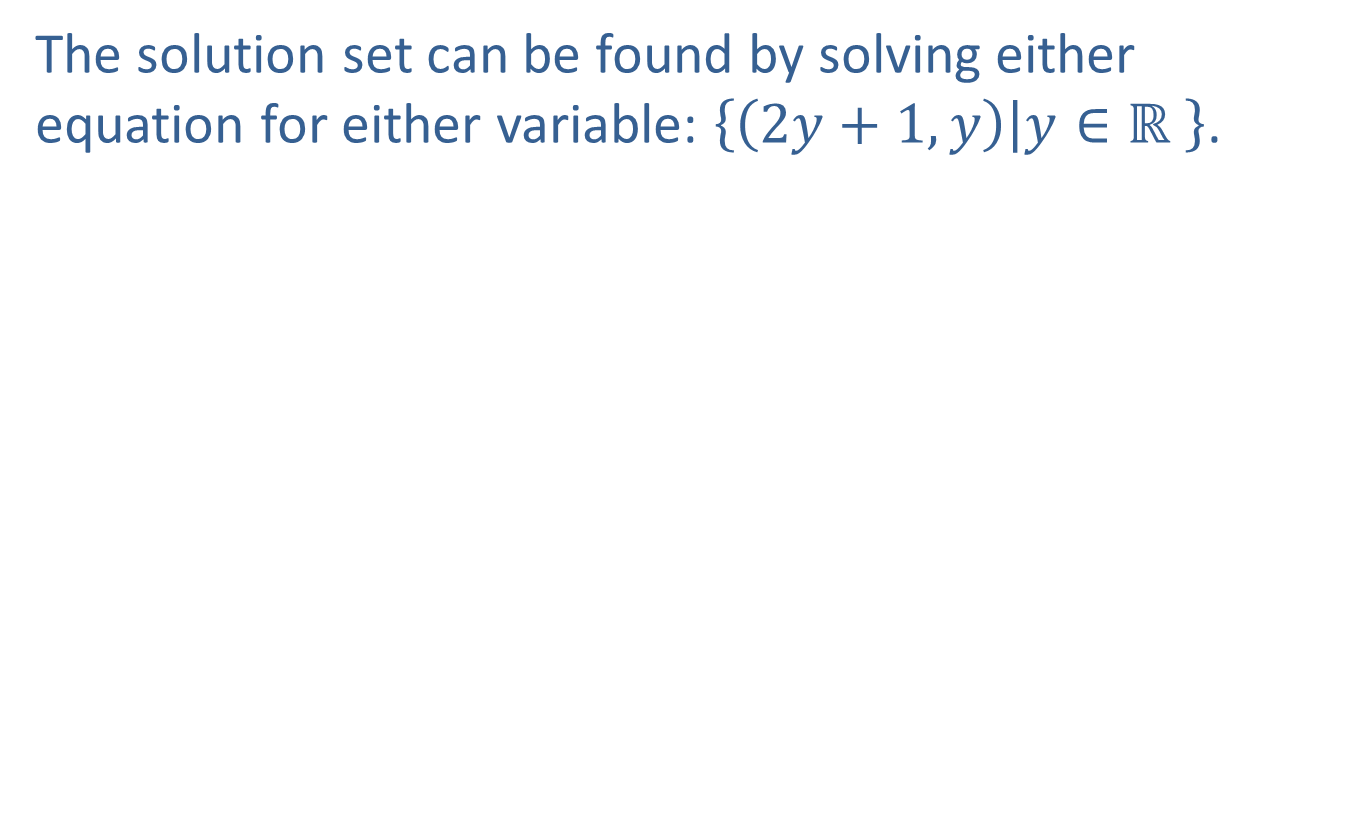 The solution set can be found by solving either
equation for either variable: {(2𝑦 + 1, 𝑦)|𝑦 ∈ ℝ }.